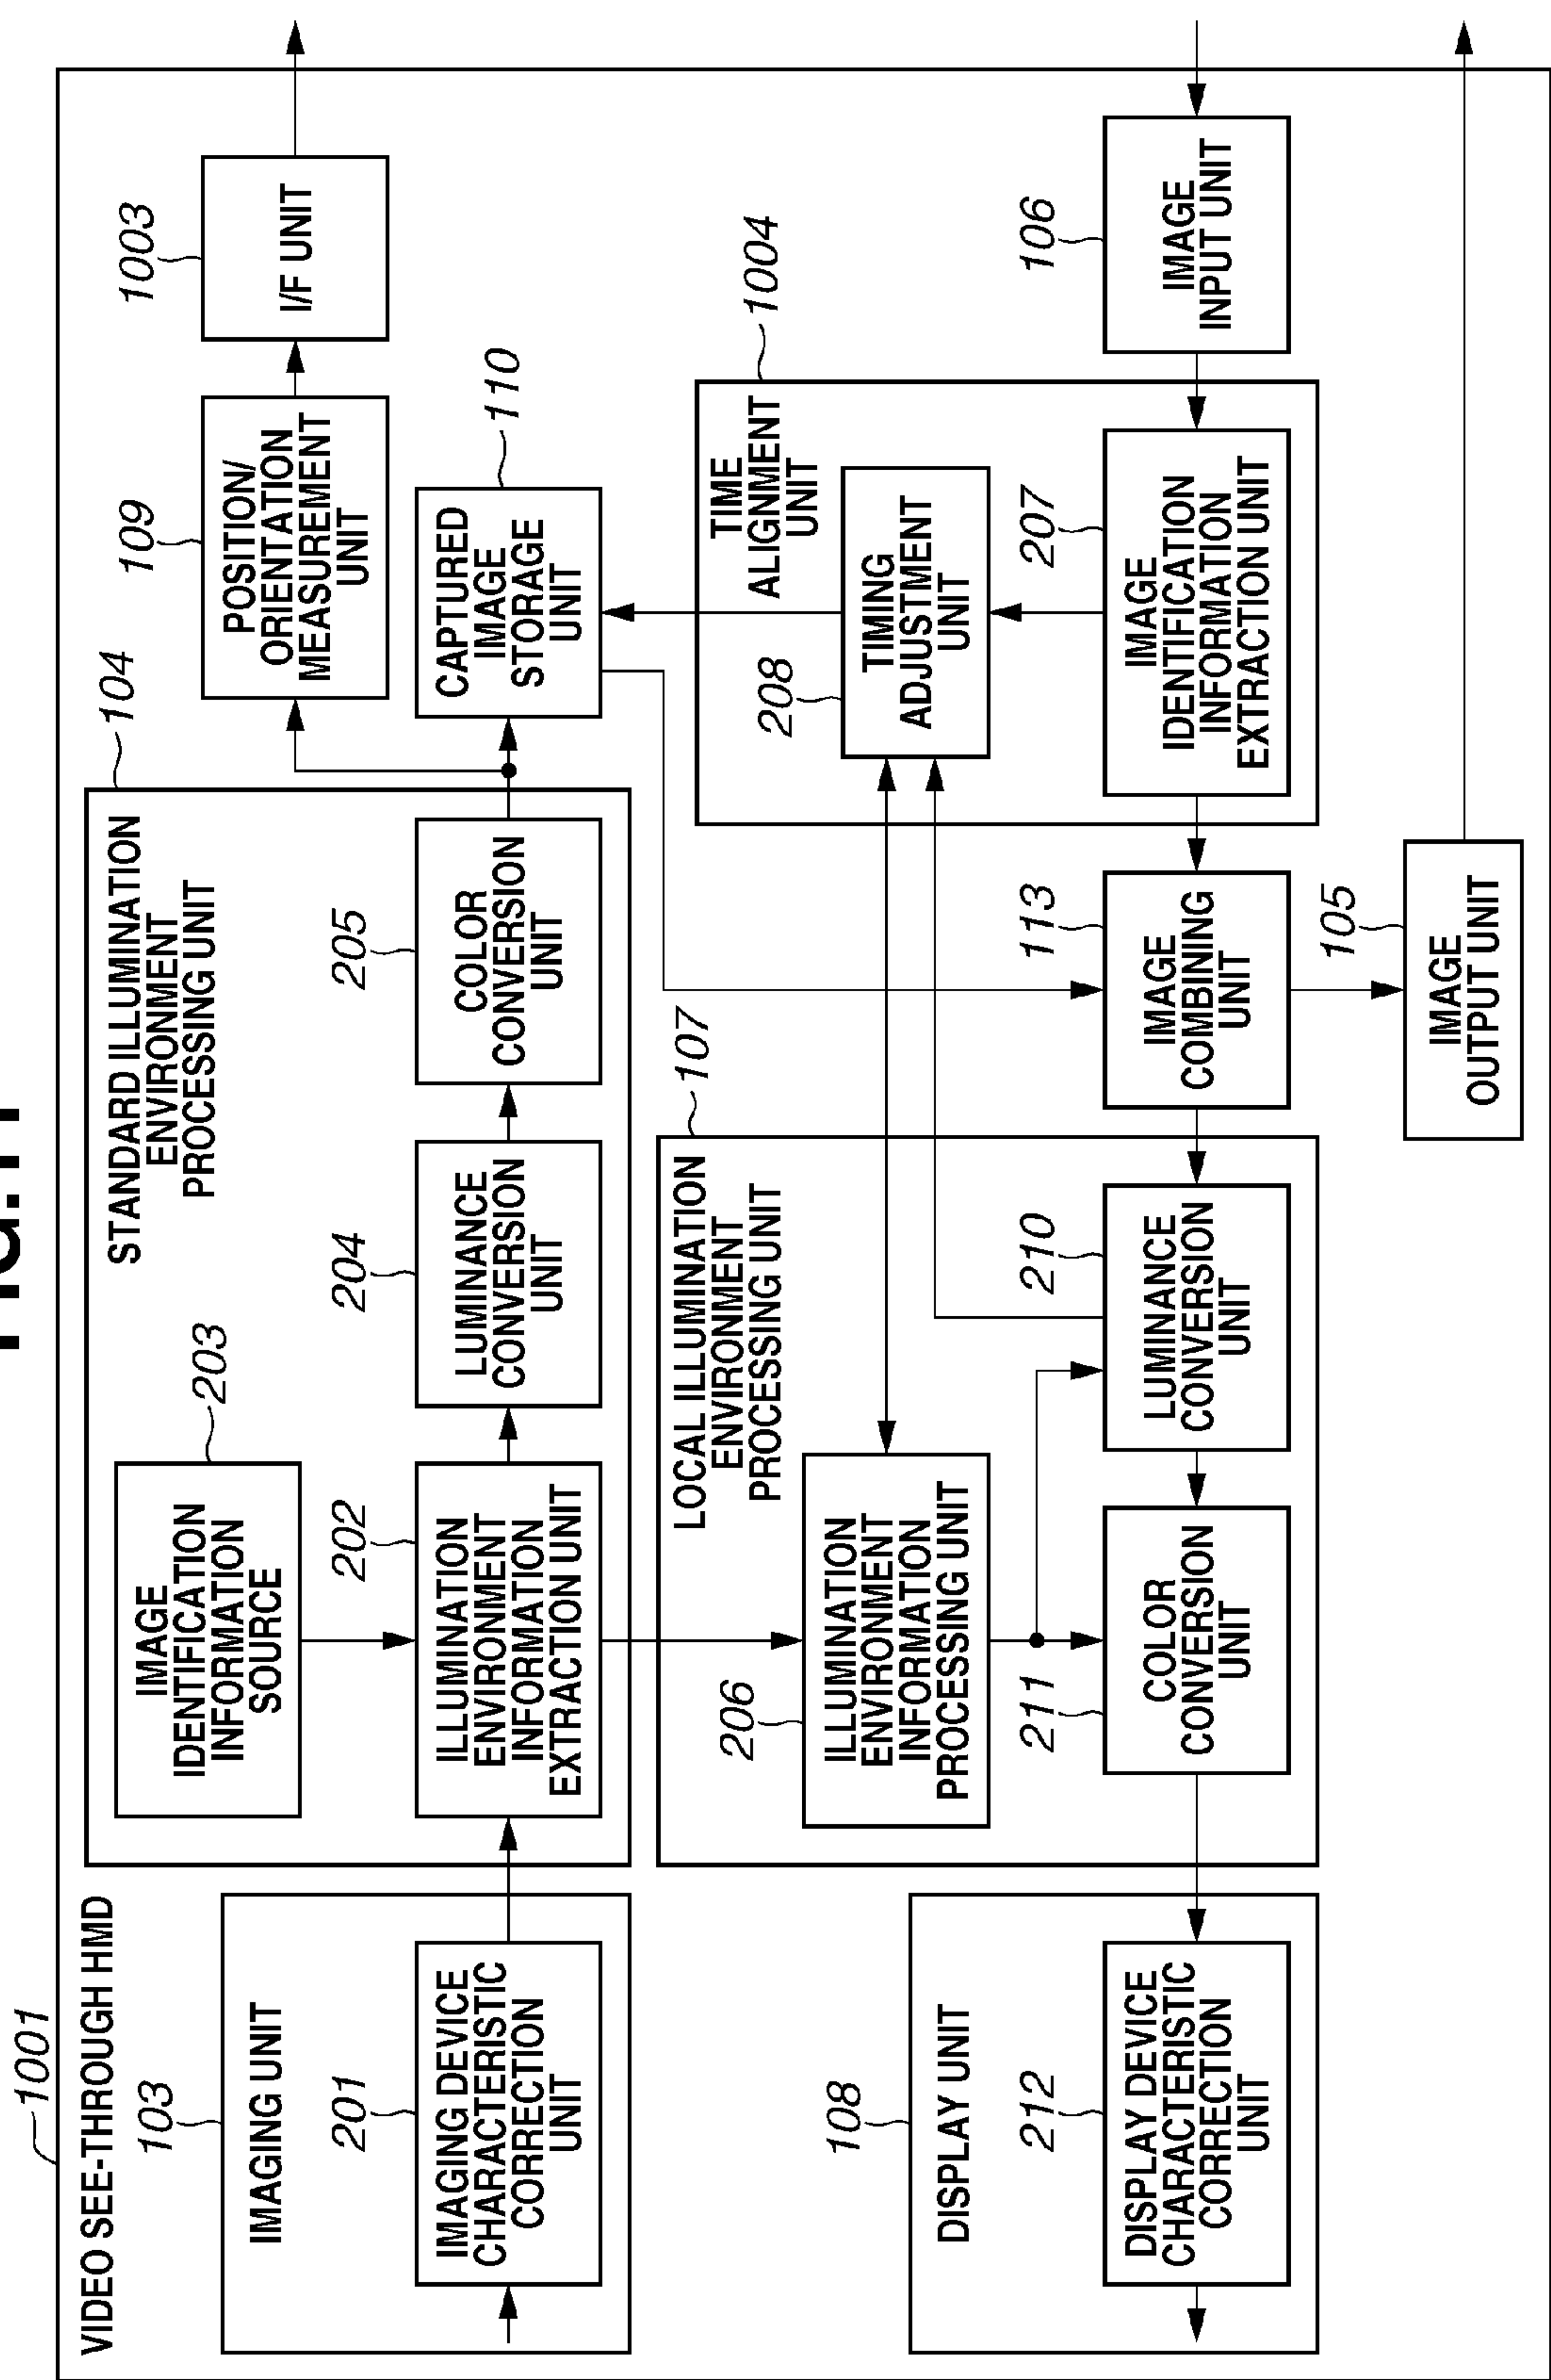 1001
VIDEO SEE-THROUGH HMD
103
IMAGING UNIT
201
IMAGING DEVICE
CHARACTERISTIC
CORRECTION
UNIT
104
STANDARD ILLUMINATION
ENVIRONMENT
PROCESSING UNIT
203
IMAGE
IDENTIFICATION
INFORMATION
SOURCE
202
ILLUMINATION
ENVIRONMENT
INFORMATION
EXTRACTION UNIT
204
LUMINANCE
CONVERSION
UNIT
205
COLOR
CONVERSION
UNIT
109
POSITION/
ORIENTATION
MEASUREMENT
UNIT
1003
I/F UNIT
110
CAPTURED
IMAGE
STORAGE
UNIT
108
DISPLAY UNIT
212
DISPLAY DEVICE
CHARACTERISTIC
CORRECTION
UNIT
107
LOCAL ILLUMINATION
ENVIRONMENT
PROCESSING UNIT
206
ILLUMINATION
ENVIRONMENT
INFORMATION
PROCESSING UNIT
211
COLOR
CONVERSION
UNIT
210
LUMINANCE
CONVERSION
UNIT
113
IMAGE
COMBINING
UNIT
105
IMAGE
OUTPUT UNIT
1004
TIME
ALIGNMENT
UNIT
208
TIMING
ADJUSTMENT
UNIT
207
IMAGE
IDENTIFICATION
INFORMATION
EXTRACTION UNIT
106
IMAGE
INPUT UNIT